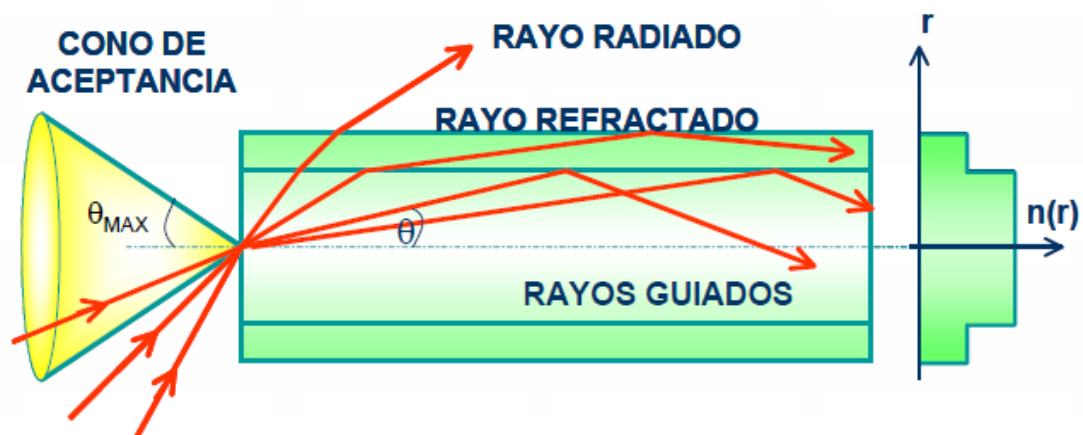 CONO DE
ACEPTANCIA
RAYO RADIADO
RAYO REFRACTADO
θMAX
θ
RAYOS GUIADOS
r
n(r)